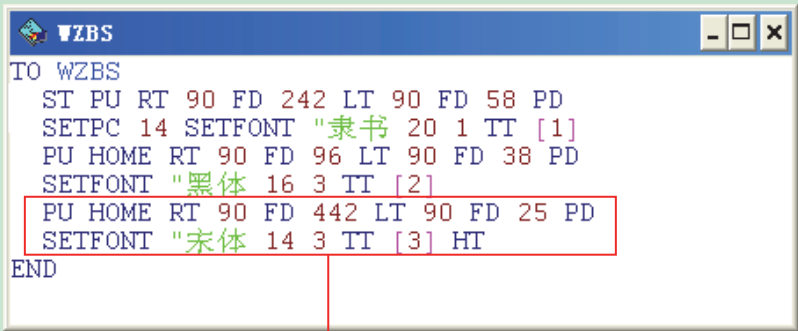 WZBS
TO WZBS
ST PU RT 90 FD 242 LT 90 FD 58 PD
SETPC 14 SETFONT "隶书 20 1 TT [1]
PU HOME RT 90 FD 96 LT 90 FD 38 PD
SETFONT "黑体 16 3 TT [2]
PU HOME RT 90 FD 442 LT 90 FD 25 PD
SETFONT "宋体 14 3 TT [3] HT
END